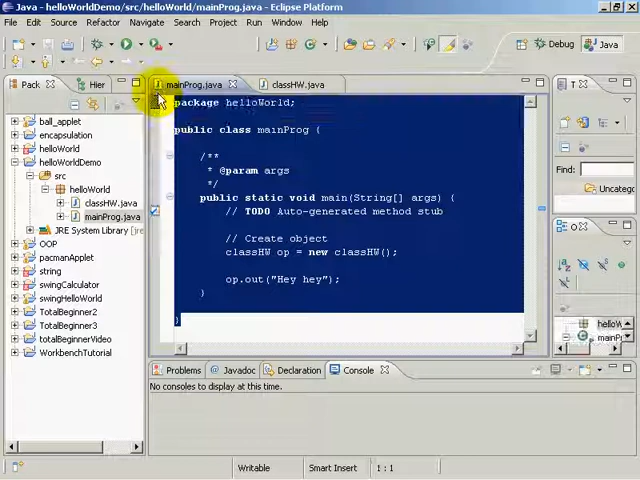 Java - helloWorldDemo/src/helloWorld/mainProg.java - Eclipse Platform
File Edit Source Refactor Navigate Search Project Run Window Help
Debug Java
Pack Hier mainProg.java classHW.java T
ball_applet
encapsulation
helloWorld
helloWorldDemo
src
helloWorld
classHW.java
mainProg.java
JRE System Library
OOP
pacmanApplet
string
swingCalculator
swingHelloWorld
TotalBeginner2
TotalBeginner3
totalBeginnerVideo
WorkbenchTutorial
package helloWorld;
public class mainProg {
/**
* @param args
*/
public static void main(String[] args) {
// TODO Auto-generated method stub
// Create object
classHW op = new classHW();
op.out("Hey hey");
}
}
Find:
Uncateg
helloW
mainP
Problems Javadoc Declaration Console
No consoles to display at this time.
Writable Smart Insert 1 : 1